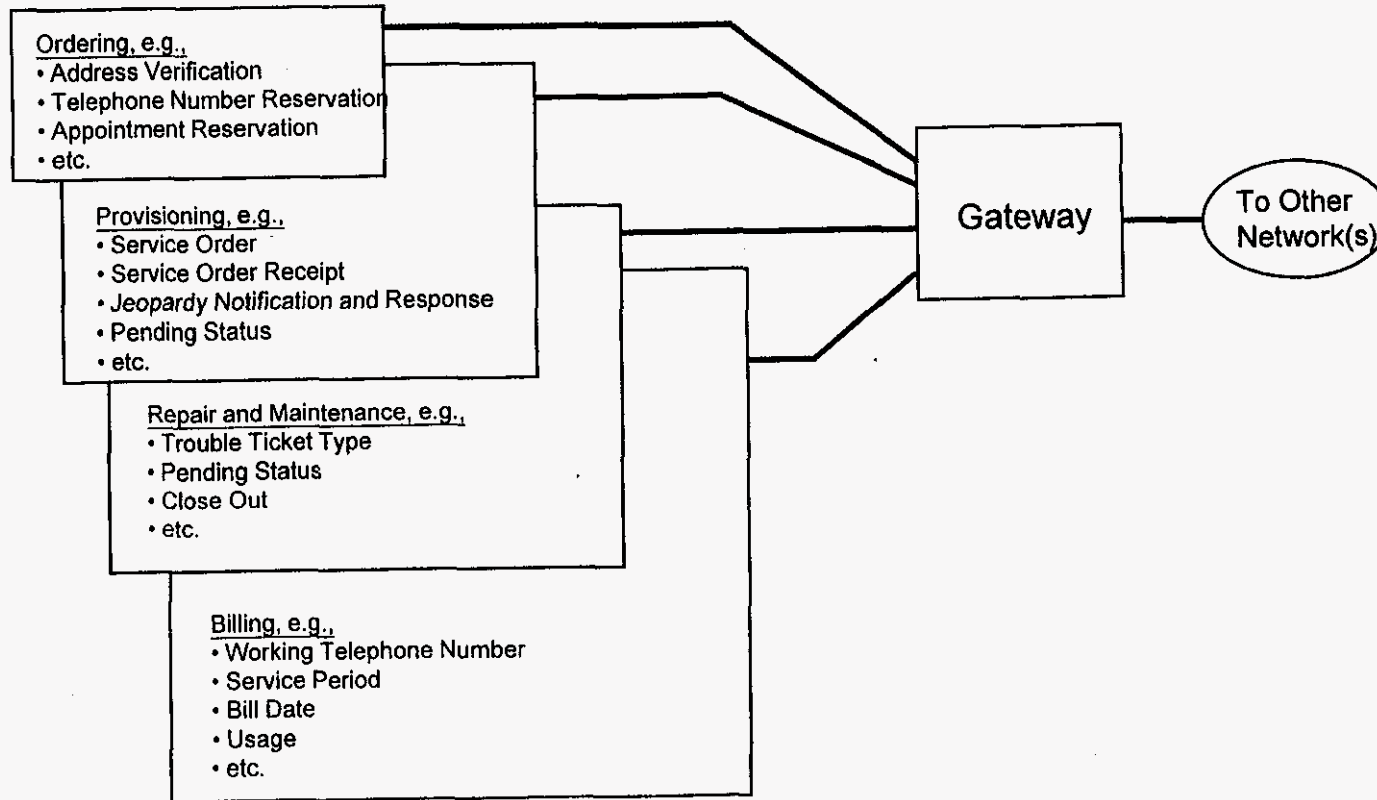 Ordering, e.g.,
• Address Verification
• Telephone Number Reservation
• Appointment Reservation
• etc.
Provisioning, e.g.,
• Service Order
• Service Order Receipt
• Jeopardy Notification and Response
• Pending Status
• etc.
Repair and Maintenance, e.g.,
• Trouble Ticket Type
• Pending Status
• Close Out
• etc.
Billing, e.g.,
• Working Telephone Number
• Service Period
• Bill Date
• Usage
• etc.
Gateway
To Other
Network(s)